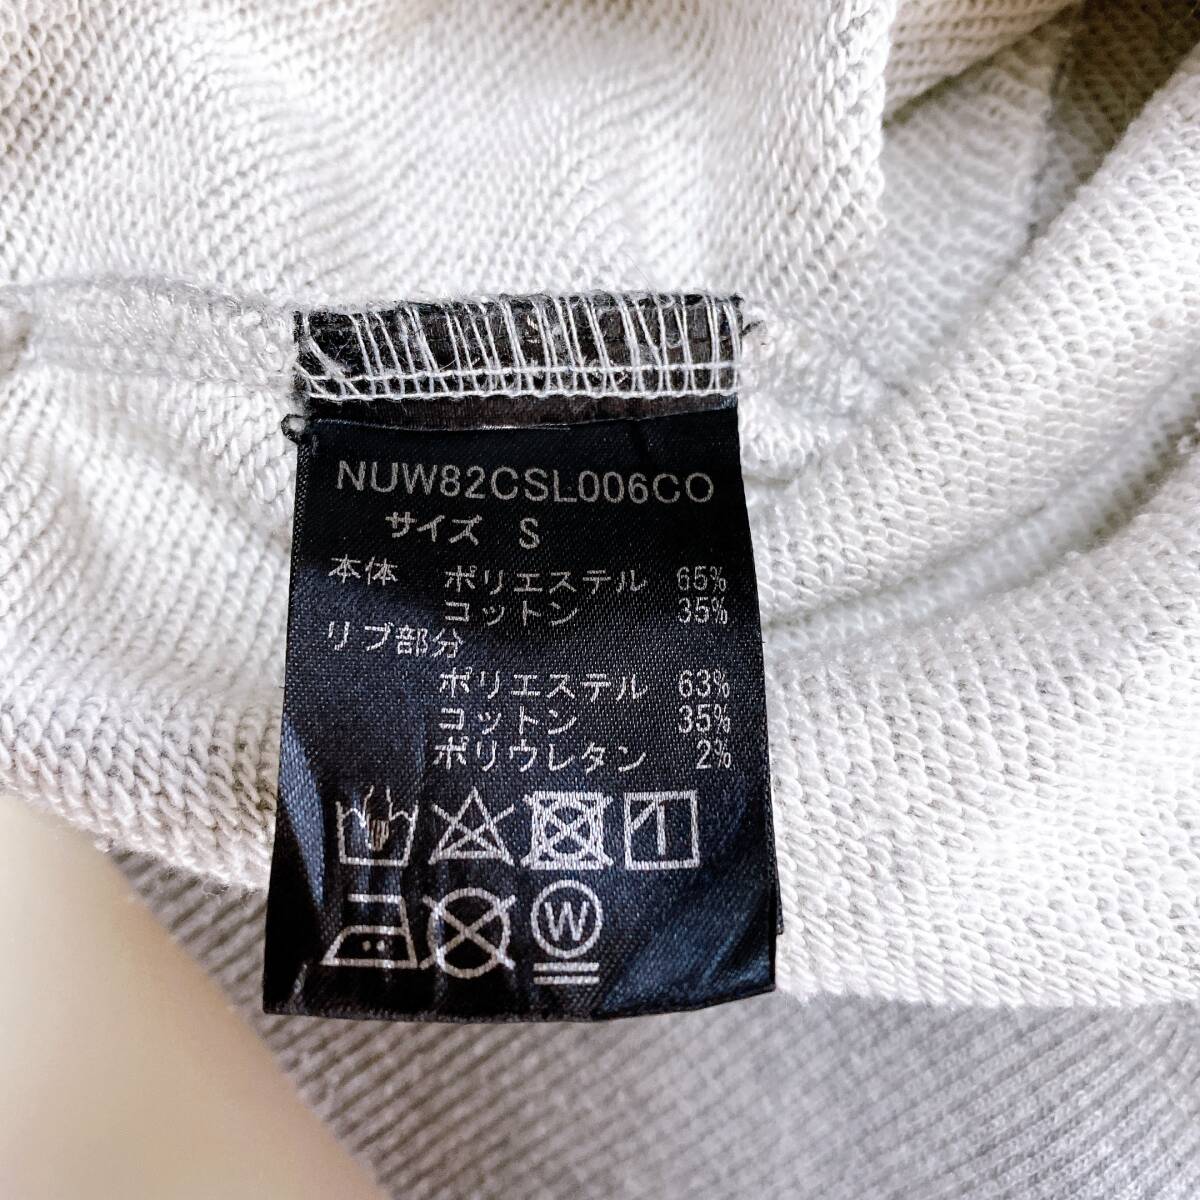 NUW82CSL006CO
サイズ S
本体 ポリエステル 65%
コットン 35%
リブ部分
ポリエステル 63%
コットン 35%
ポリウレタン 2%
W